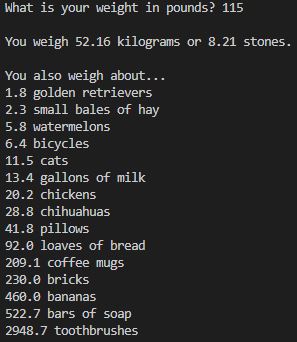 What is your weight in pounds? 115
You weigh 52.16 kilograms or 8.21 stones.
You also weigh about...
1.8 golden retrievers
2.3 small bales of hay
5.8 watermelons
6.4 bicycles
11.5 cats
13.4 gallons of milk
20.2 chickens
28.8 chihuahuas
41.8 pillows
92.0 loaves of bread
209.1 coffee mugs
230.0 bricks
460.0 bananas
522.7 bars of soap
2948.7 toothbrushes